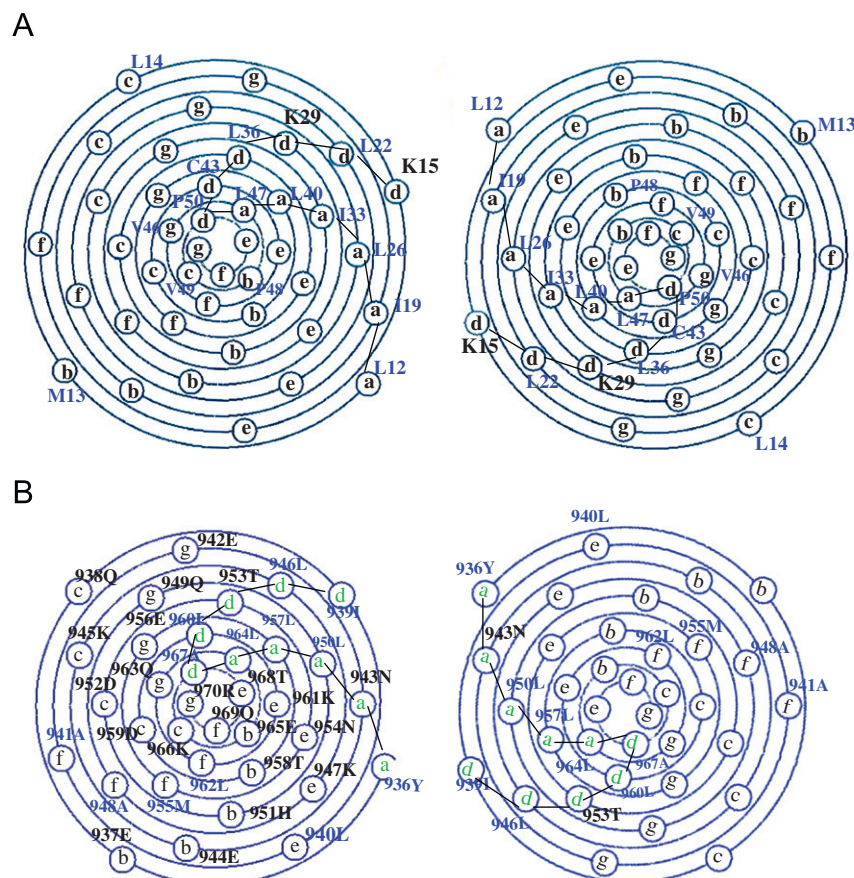 A
L14
c
g
g
K29
L36
d
d
L22
c
g
d
C43
K15
d
d
P50
L47
L40
c
g
a
a
d
a
I33
V46
g
f
c
g
e
e
a
L26
c
c
f
b
V49
P48
f
f
f
f
b
e
a
I19
b
b
b
b
e
a
L12
M13
e
e
L12
b
M13
a
e
b
b
I19
e
P48
f
f
a
b
f
f
V49
e
b
f
c
c
L26
a
e
e
g
c
f
I33
g
V46
a
L40
a
d
P50
c
a
L47
d
g
d
C43
K15
d
d
d
L36
g
c
L22
K29
g
g
c
L14
B
942E
g
946L
938Q
949Q
953T
c
g
d
d
d
939I
956E
960L
957L
945K
g
d
964L
950L
c
967A
a
a
a
963Q
d
968T
943N
952D
g
970R
e
961K
a
c
g
969Q
e
959D
c
c
f
b
965E
e
954N
941A
966K
f
f
962L
b
958T
a
936Y
f
f
e
947K
948A
955M
b
951H
937E
b
b
944E
e
940L
940L
936Y
e
b
b
a
e
b
955M
943N
b
962L
f
948A
a
e
f
f
941A
950L
e
b
f
c
f
a
e
g
c
957L
a
a
d
g
c
964L
967A
939I
d
d
960L
g
d
d
c
946L
953T
g
g
c